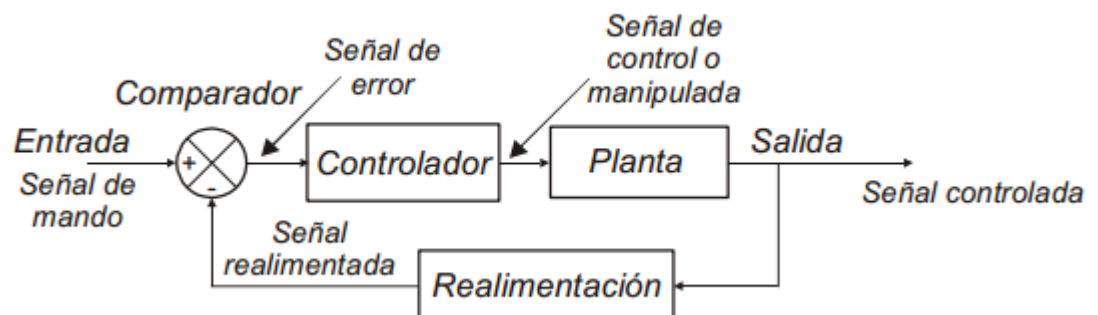 Señal de
control o
manipulada
Señal de
error
Comparador
Entrada
+
-
Señal de
mando
Controlador
Planta
Salida
Señal controlada
Señal
realimentada
Realimentación